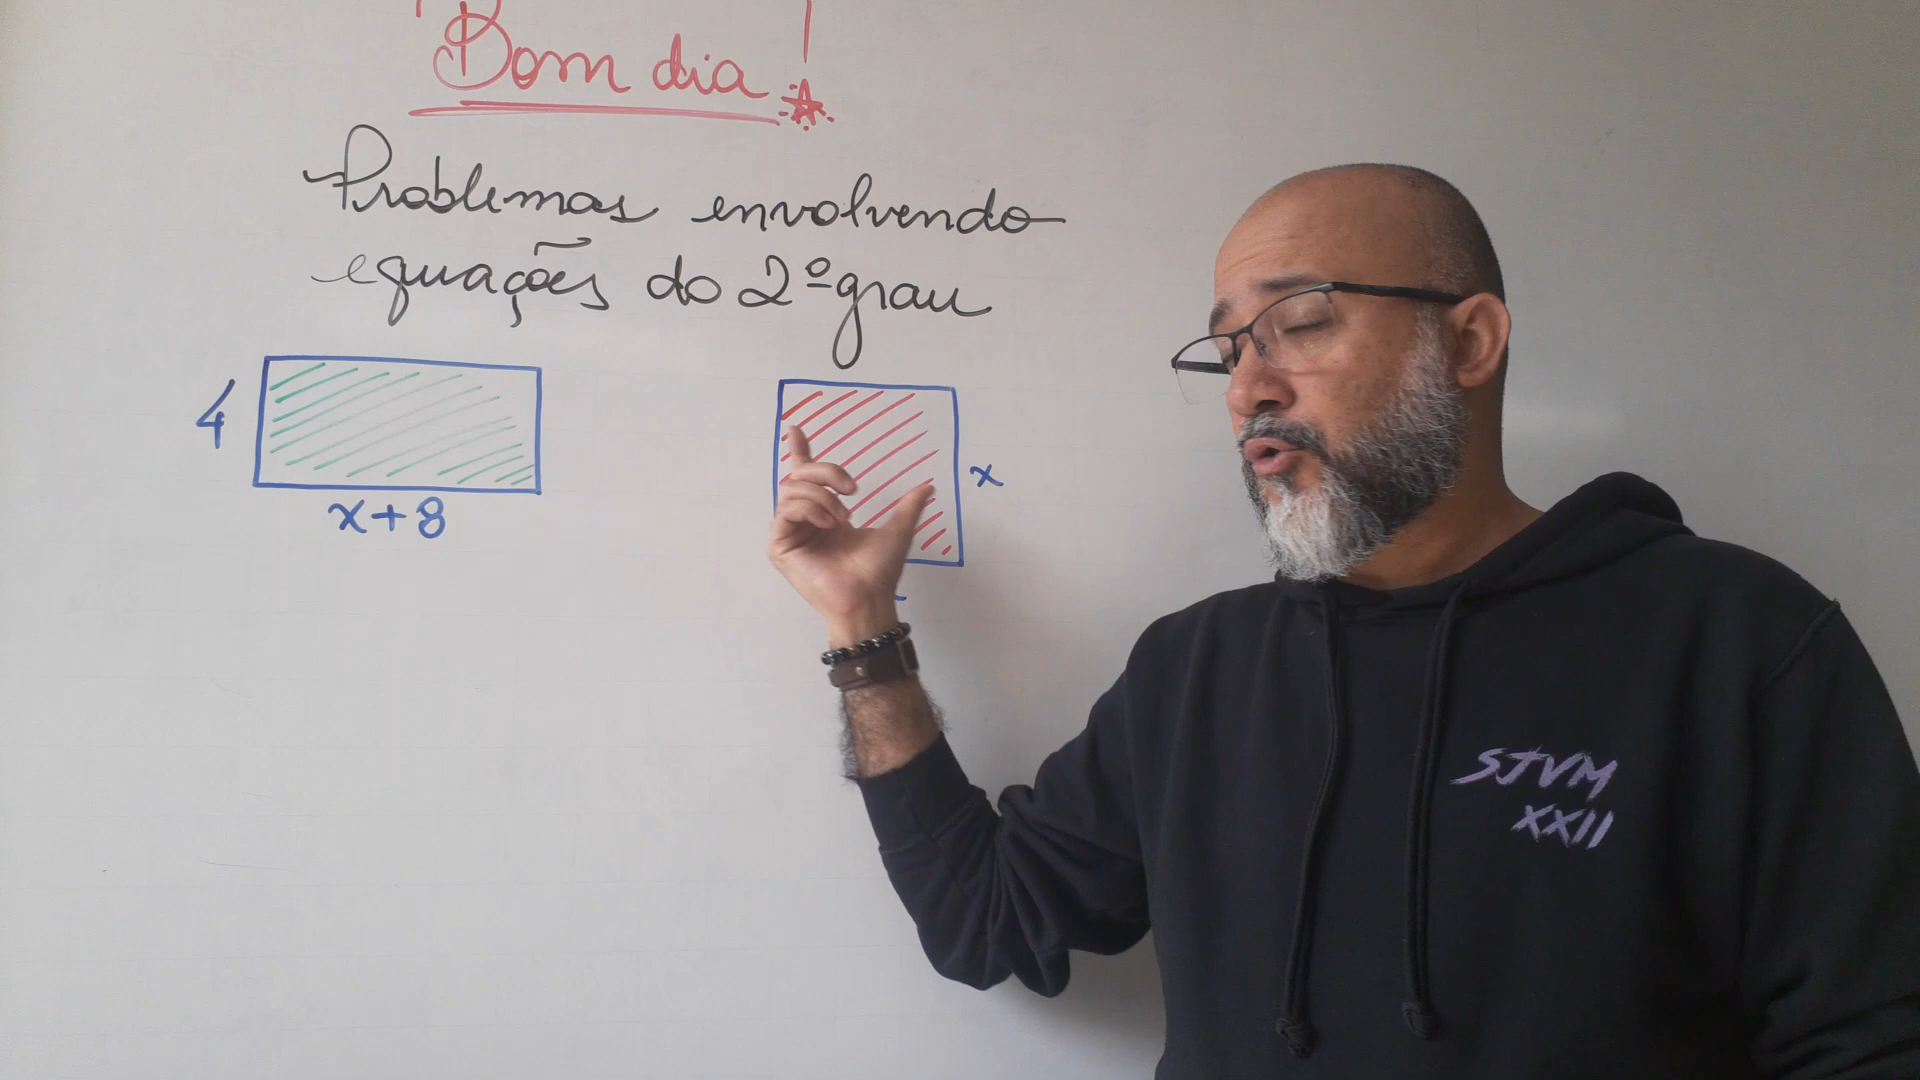 Bom dia!
Problemas envolvendo
equações do 2º grau
4
x+8
x
SJVM
XXII